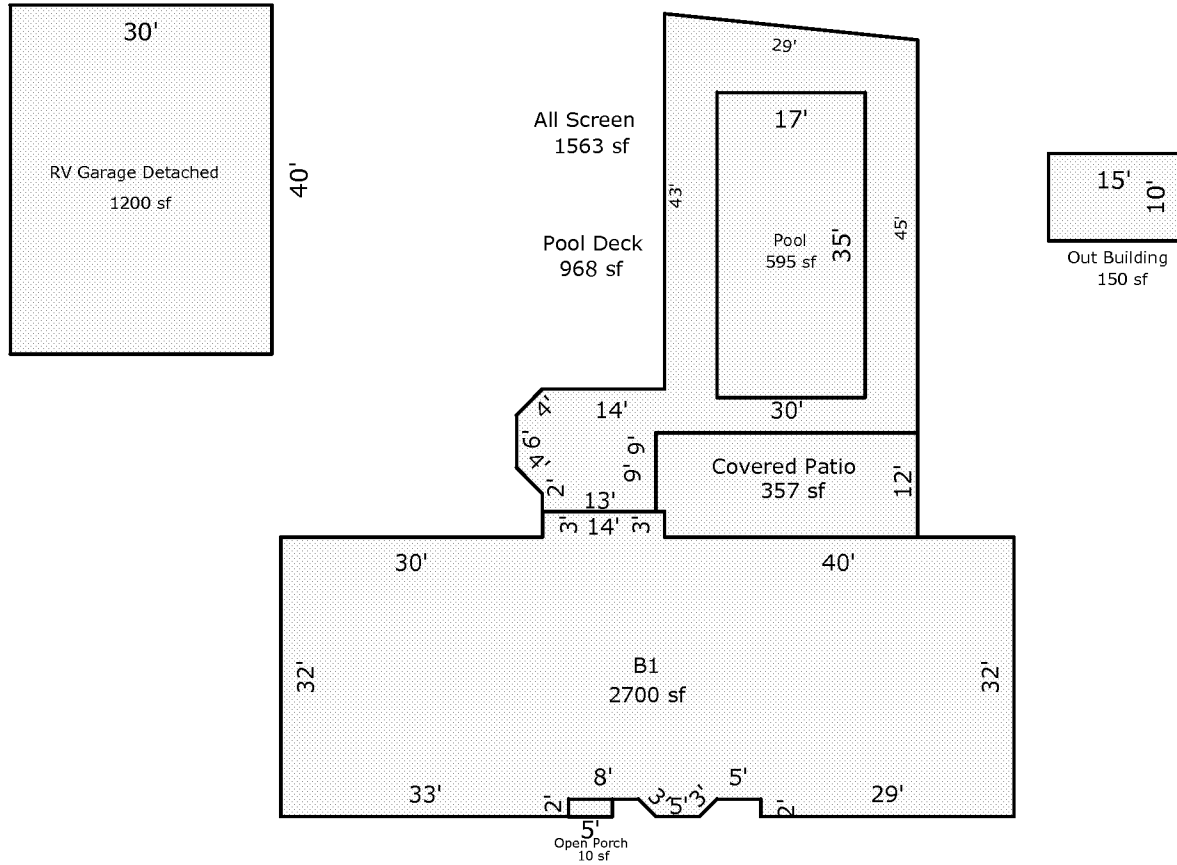 30'
RV Garage Detached
1200 sf
40'
29'
All Screen
1563 sf
17'
43'
Pool Deck
968 sf
Pool
595 sf
35'
45'
15'
10'
Out Building
150 sf
4'
14'
30'
6'
4'
2'
9'
9'
13'
Covered Patio
357 sf
12'
3'
14'
3'
30'
40'
32'
B1
2700 sf
32'
33'
2'
8'
3'
5'
3'
5'
2'
29'
5'
Open Porch
10 sf